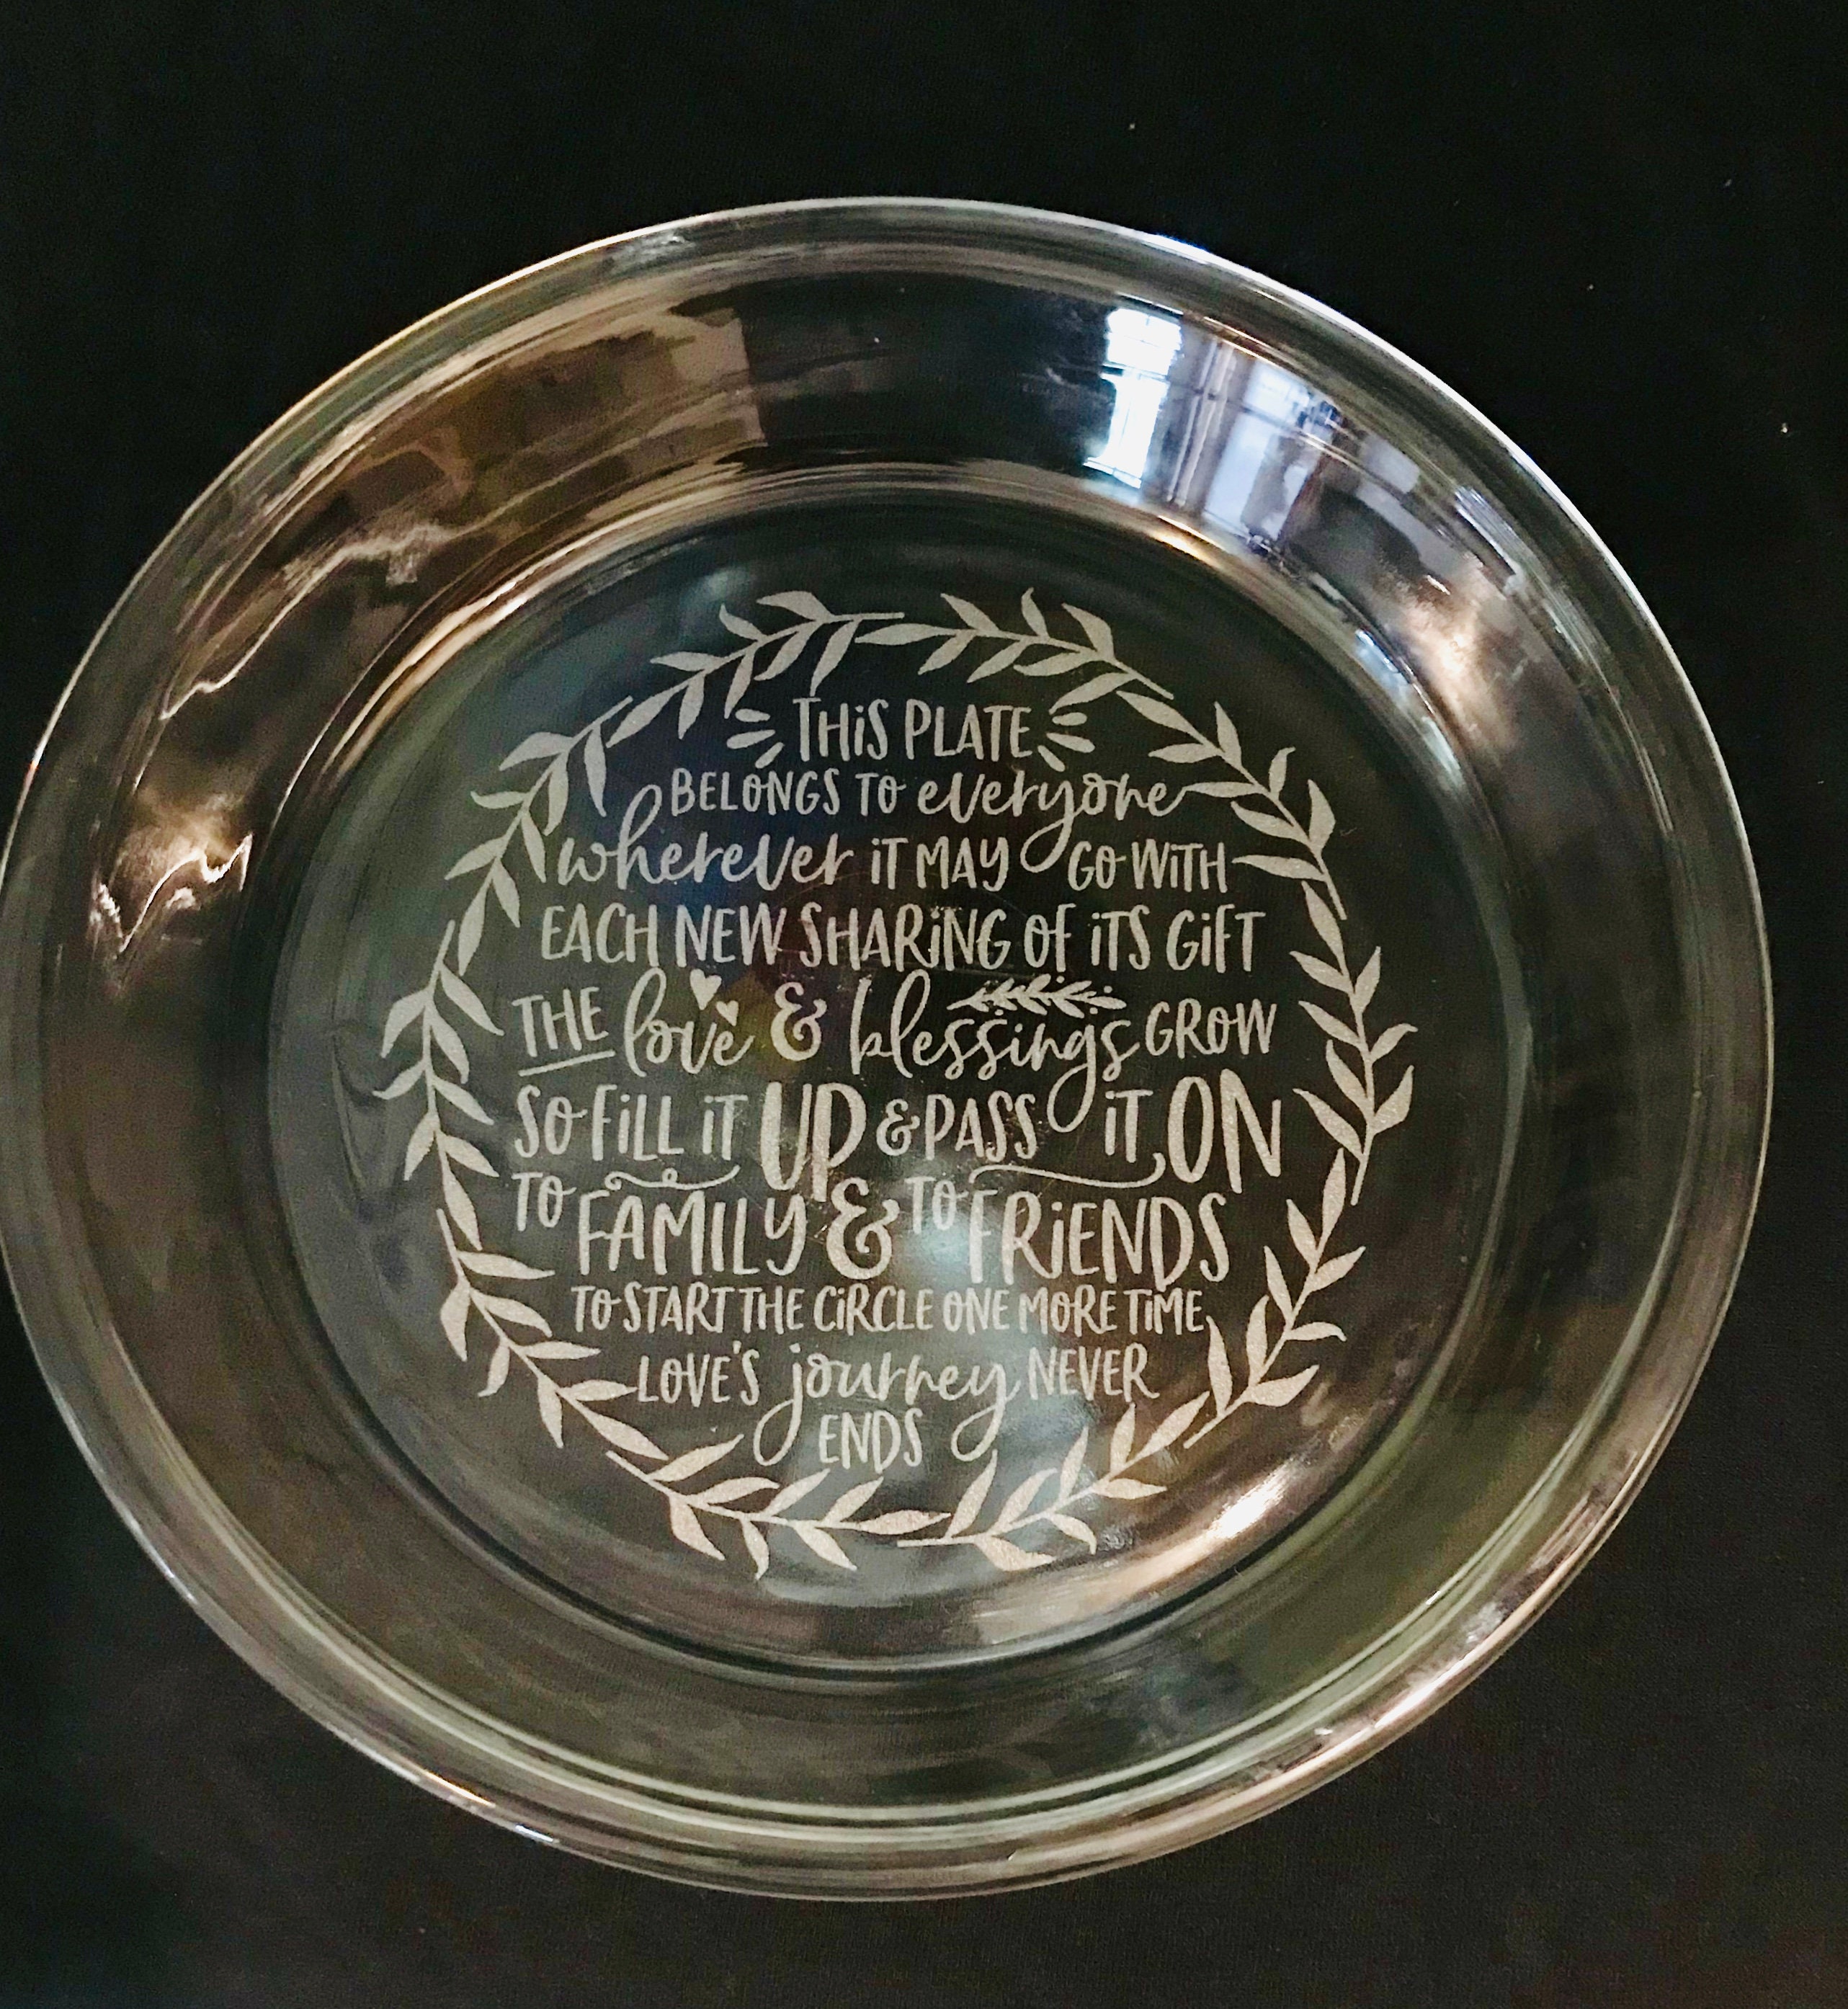 THiS PLATE
BELONGS TO everyone
wherever iT MAY GO WiTH
EACH NEW SHARiNG OF iTS GiFT
THE love & blessings GROW
SO FiLL iT UP & PASS iT ON
TO FAMILY & TO FRiENDS
TO START THE CiRCLE ONE MORE TiME,
LOVE'S journey NEVER
ENDS